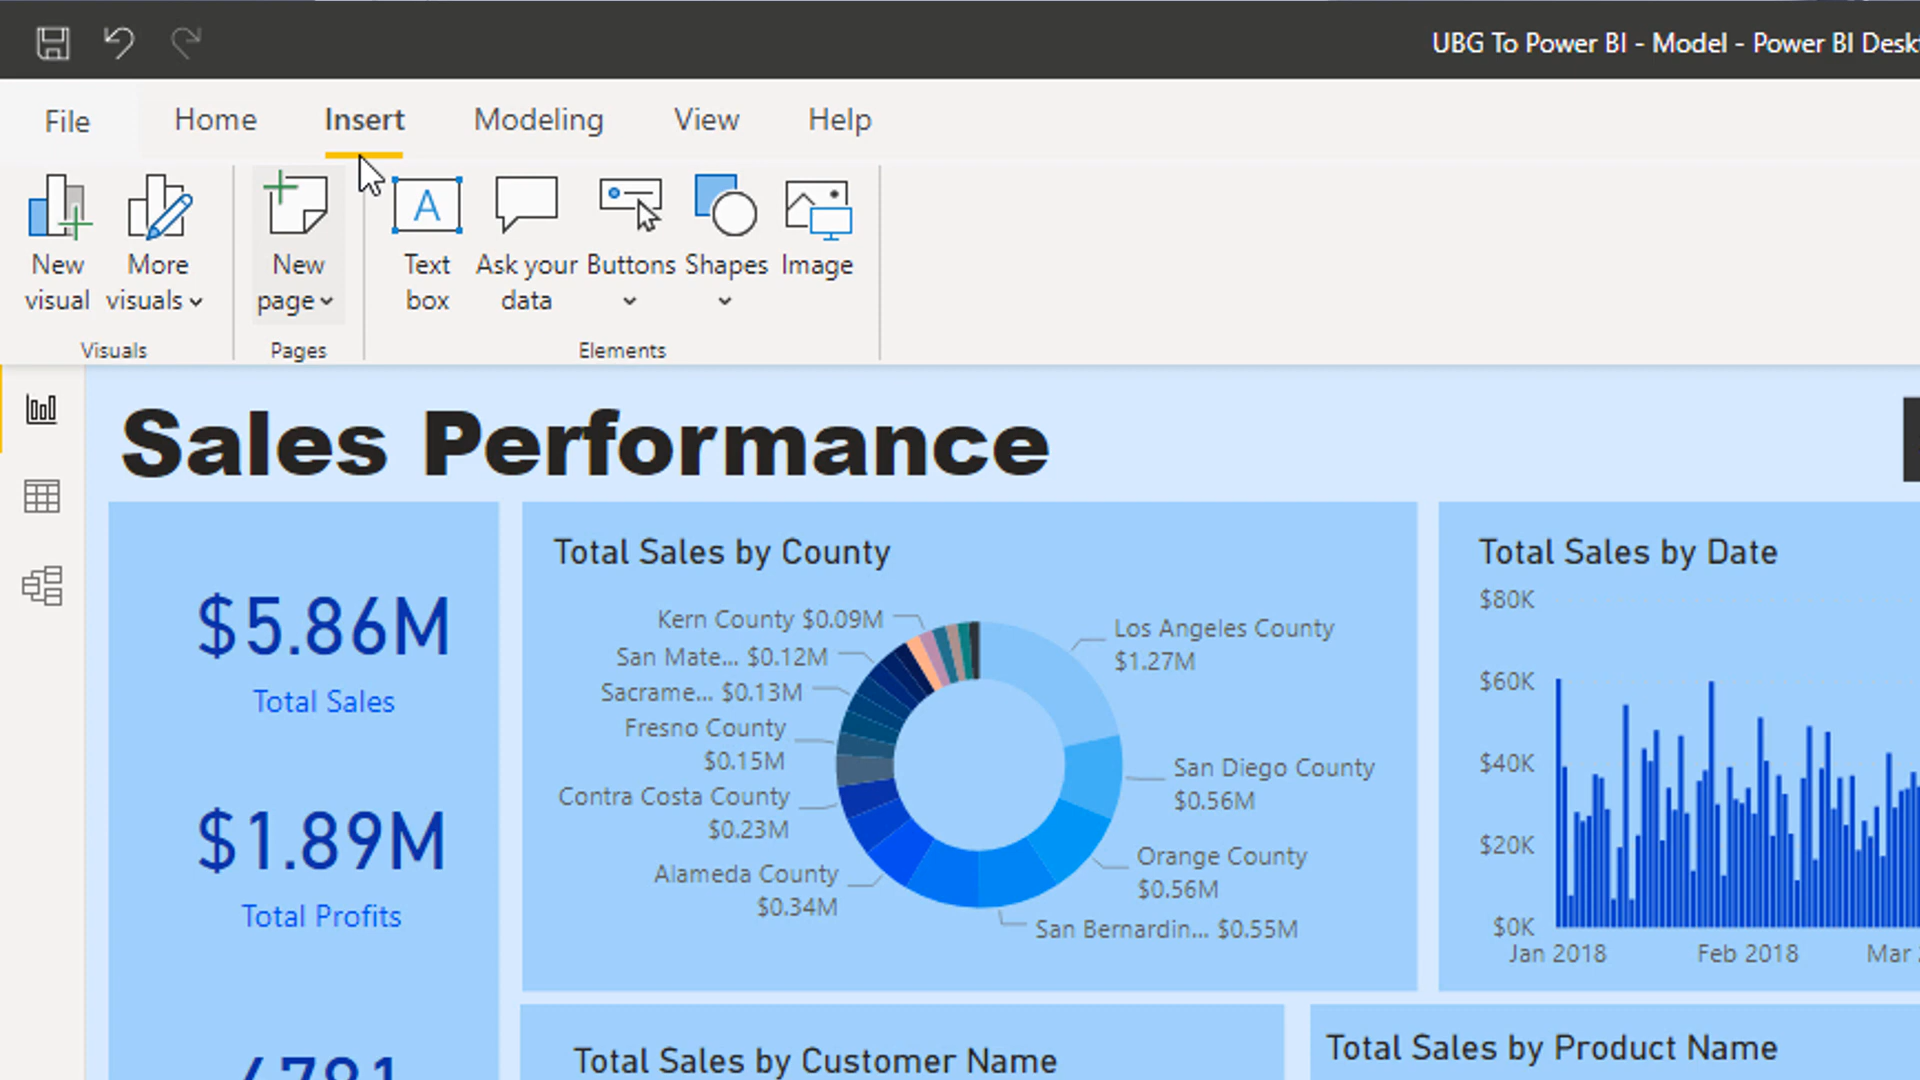 UBG To Power BI - Model - Power BI
File
Home
Insert
Modeling
View
Help
New
visual
More
visuals
New
page
Text
box
Ask your
data
Buttons
Shapes
Image
Visuals
Pages
Elements
Sales Performance
$5.86M
Total Sales
$1.89M
Total Profits
Total Sales by County
Kern County $0.09M
San Mate... $0.12M
Sacrame... $0.13M
Fresno County
$0.15M
Contra Costa County
$0.23M
Alameda County
$0.34M
Los Angeles County
$1.27M
San Diego County
$0.56M
Orange County
$0.56M
San Bernardin... $0.55M
Total Sales by Date
$80K
$60K
$40K
$20K
$0K
Jan 2018
Feb 2018
Mar
Total Sales by Customer Name
Total Sales by Product Name